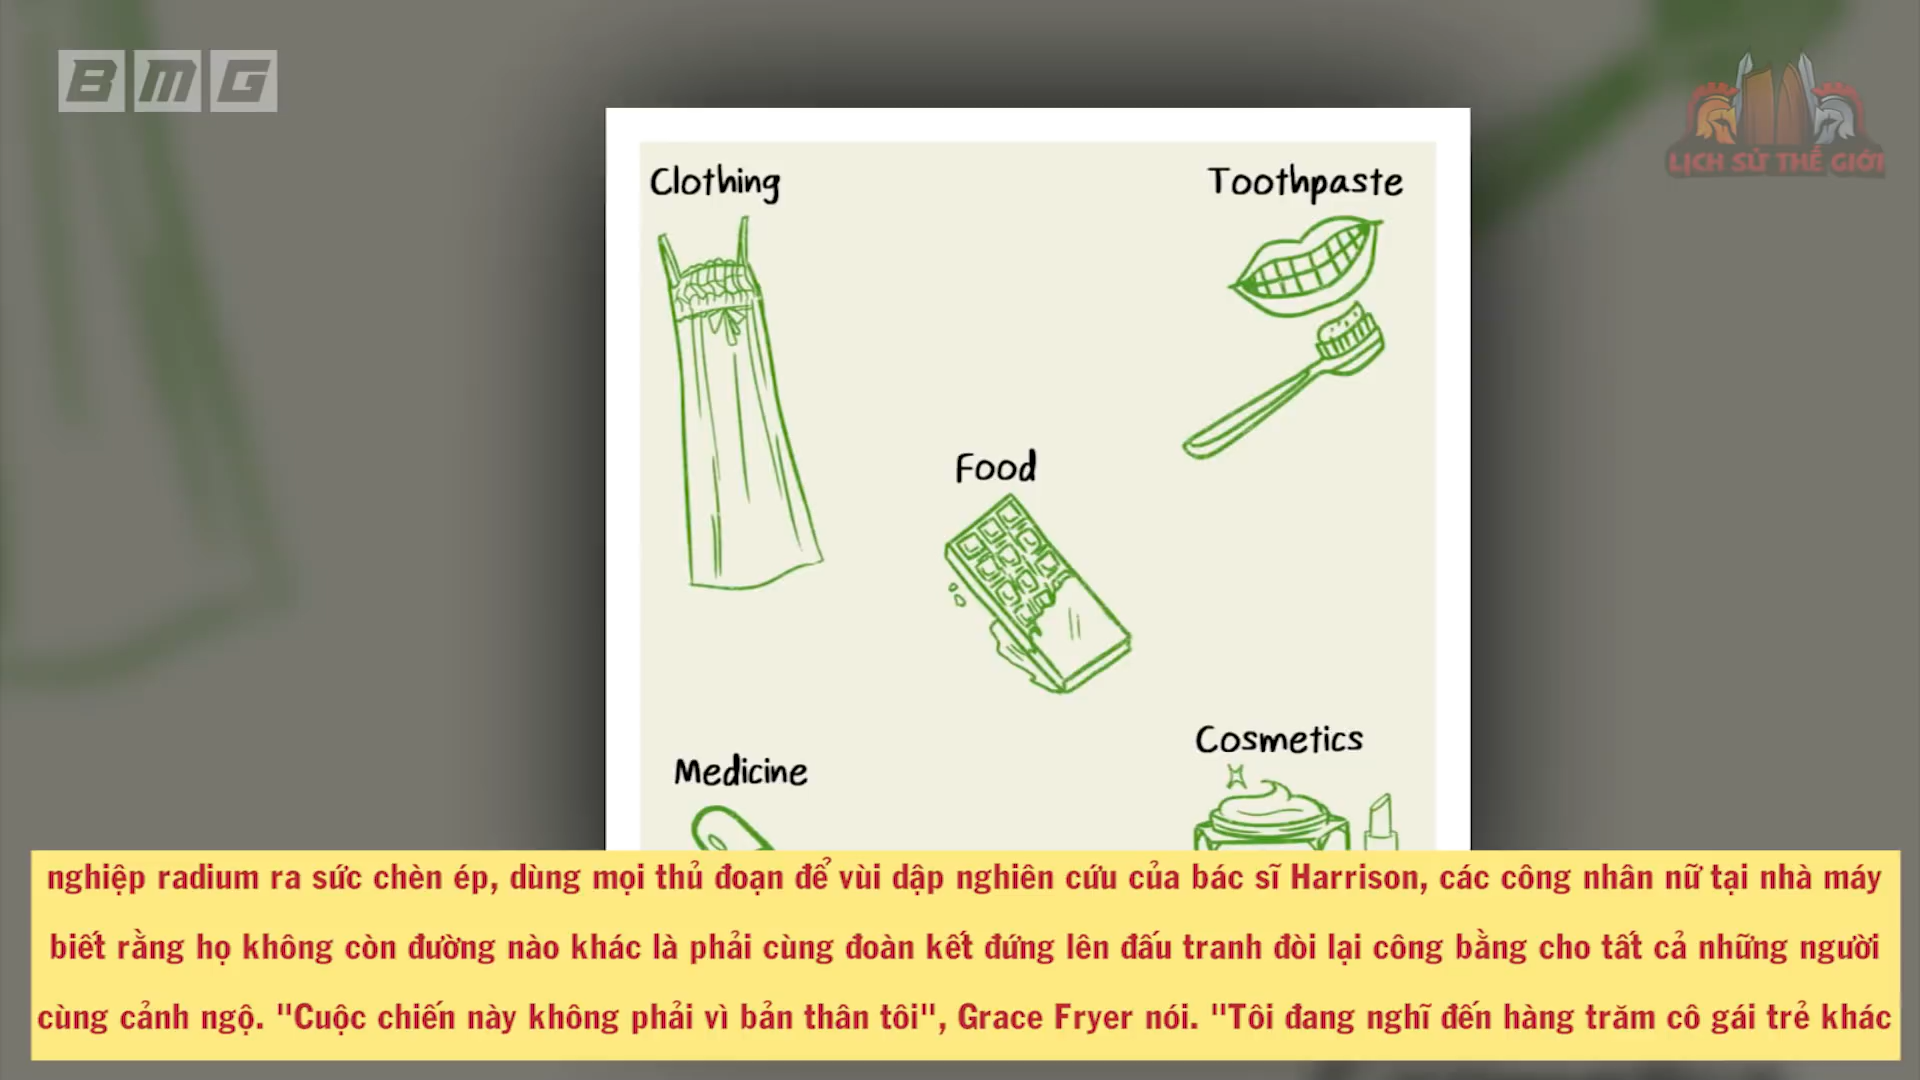 BMG
LỊCH SỬ THẾ GIỚI
Clothing
Toothpaste
Food
Medicine
Cosmetics
nghiệp radium ra sức chèn ép, dùng mọi thủ đoạn để vùi dập nghiên cứu của bác sĩ Harrison, các công nhân nữ tại nhà máy
biết rằng họ không còn đường nào khác là phải cùng đoàn kết đứng lên đấu tranh đòi lại công bằng cho tất cả những người
cùng cảnh ngộ. "Cuộc chiến này không phải vì bản thân tôi", Grace Fryer nói. "Tôi đang nghĩ đến hàng trăm cô gái trẻ khác